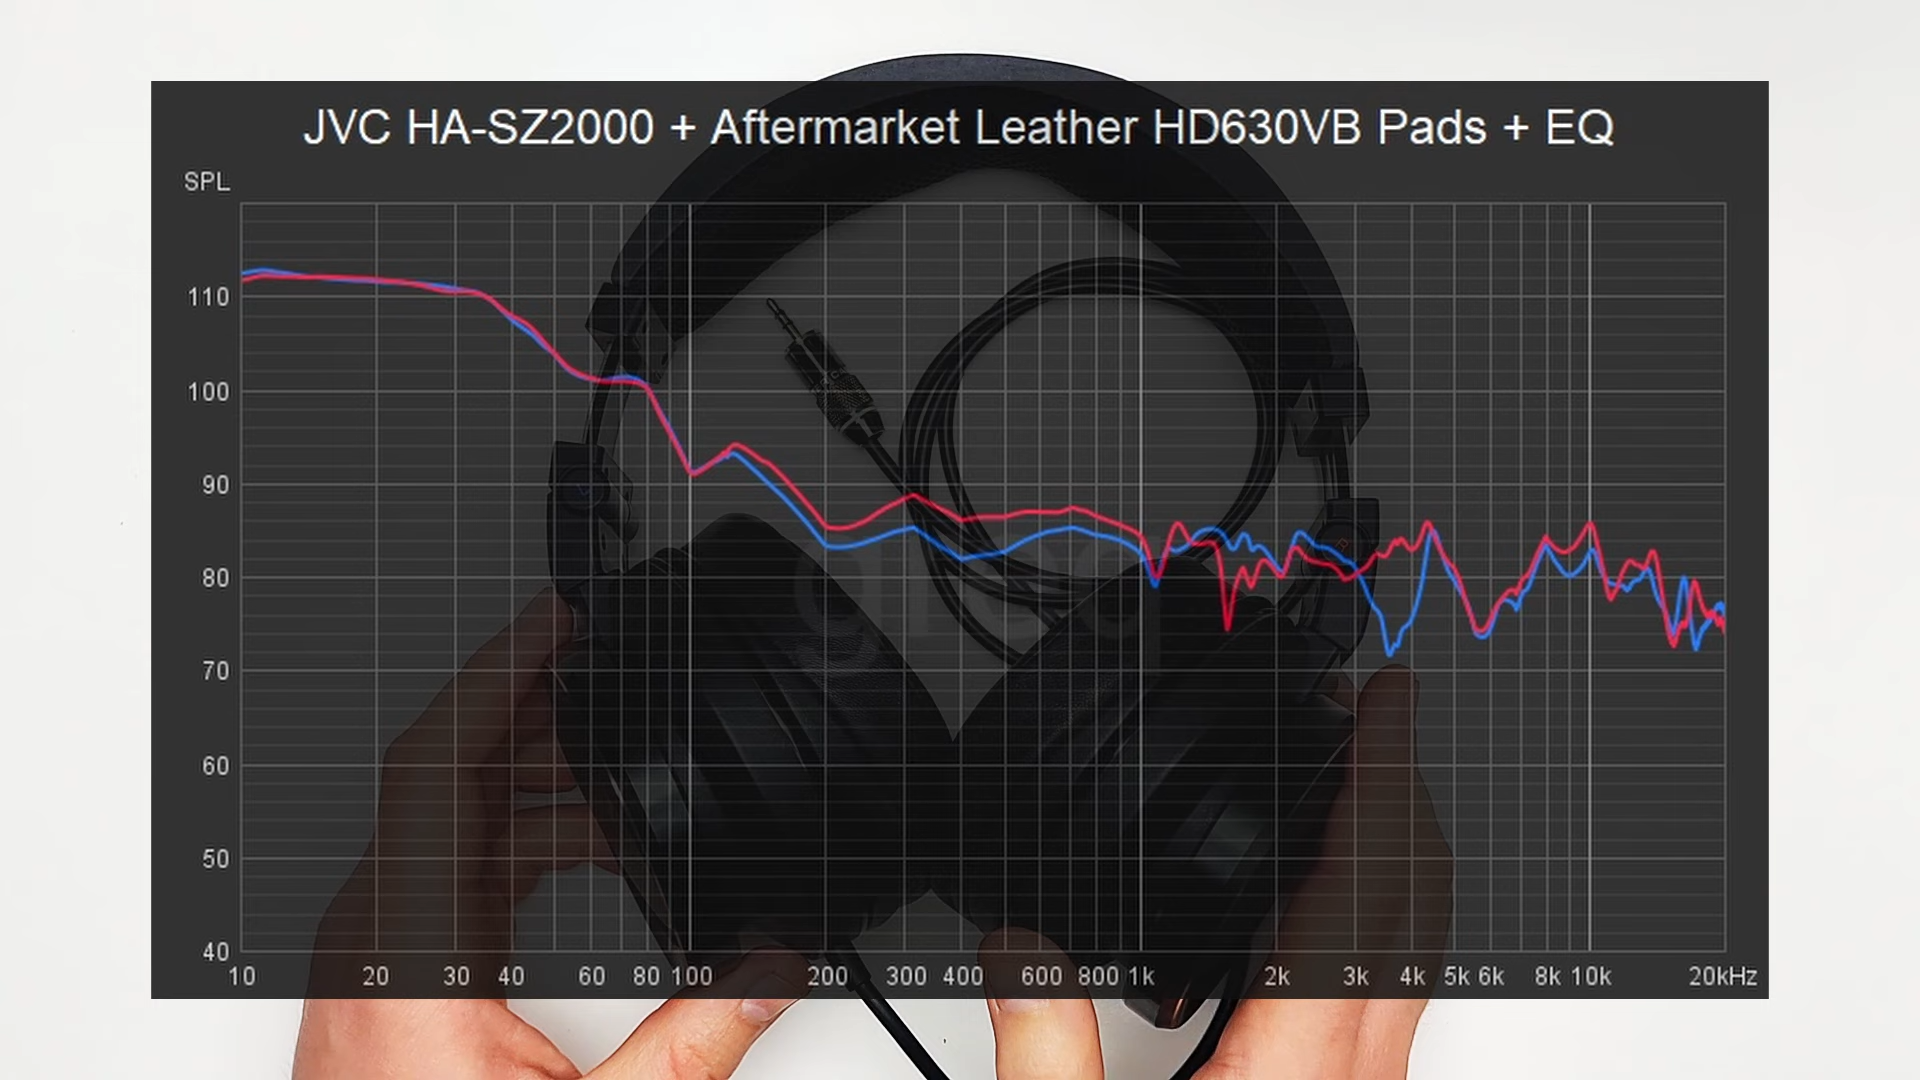 JVC HA-SZ2000 + Aftermarket Leather HD630VB Pads + EQ
SPL
110
100
90
80
70
60
50
40
10 20 30 40 60 80 100 200 300 400 600 800 1k 2k 3k 4k 5k 6k 8k 10k 20kHz